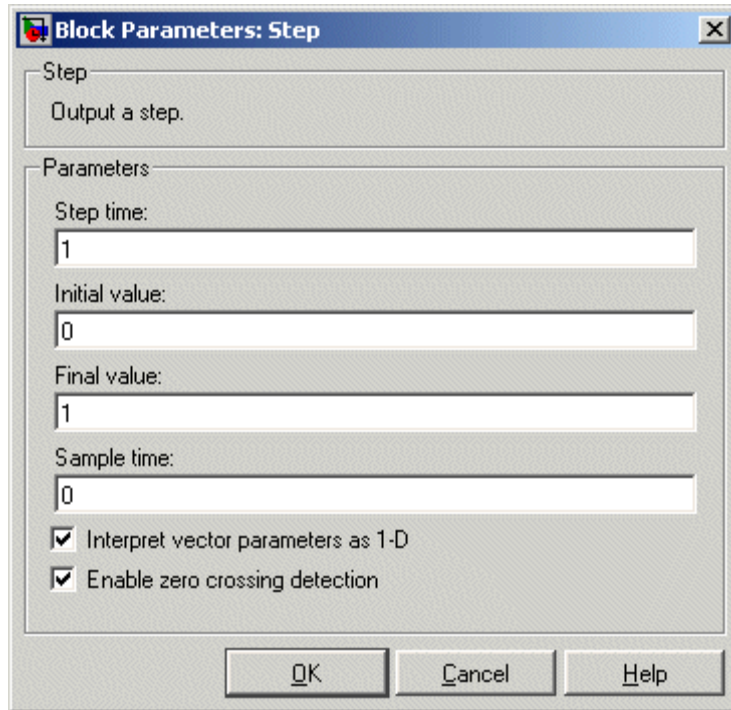 Block Parameters: Step
Step
Output a step.
Parameters
Step time:
1
Initial value:
0
Final value:
1
Sample time:
0
Interpret vector parameters as 1-D
Enable zero crossing detection
OK Cancel Help